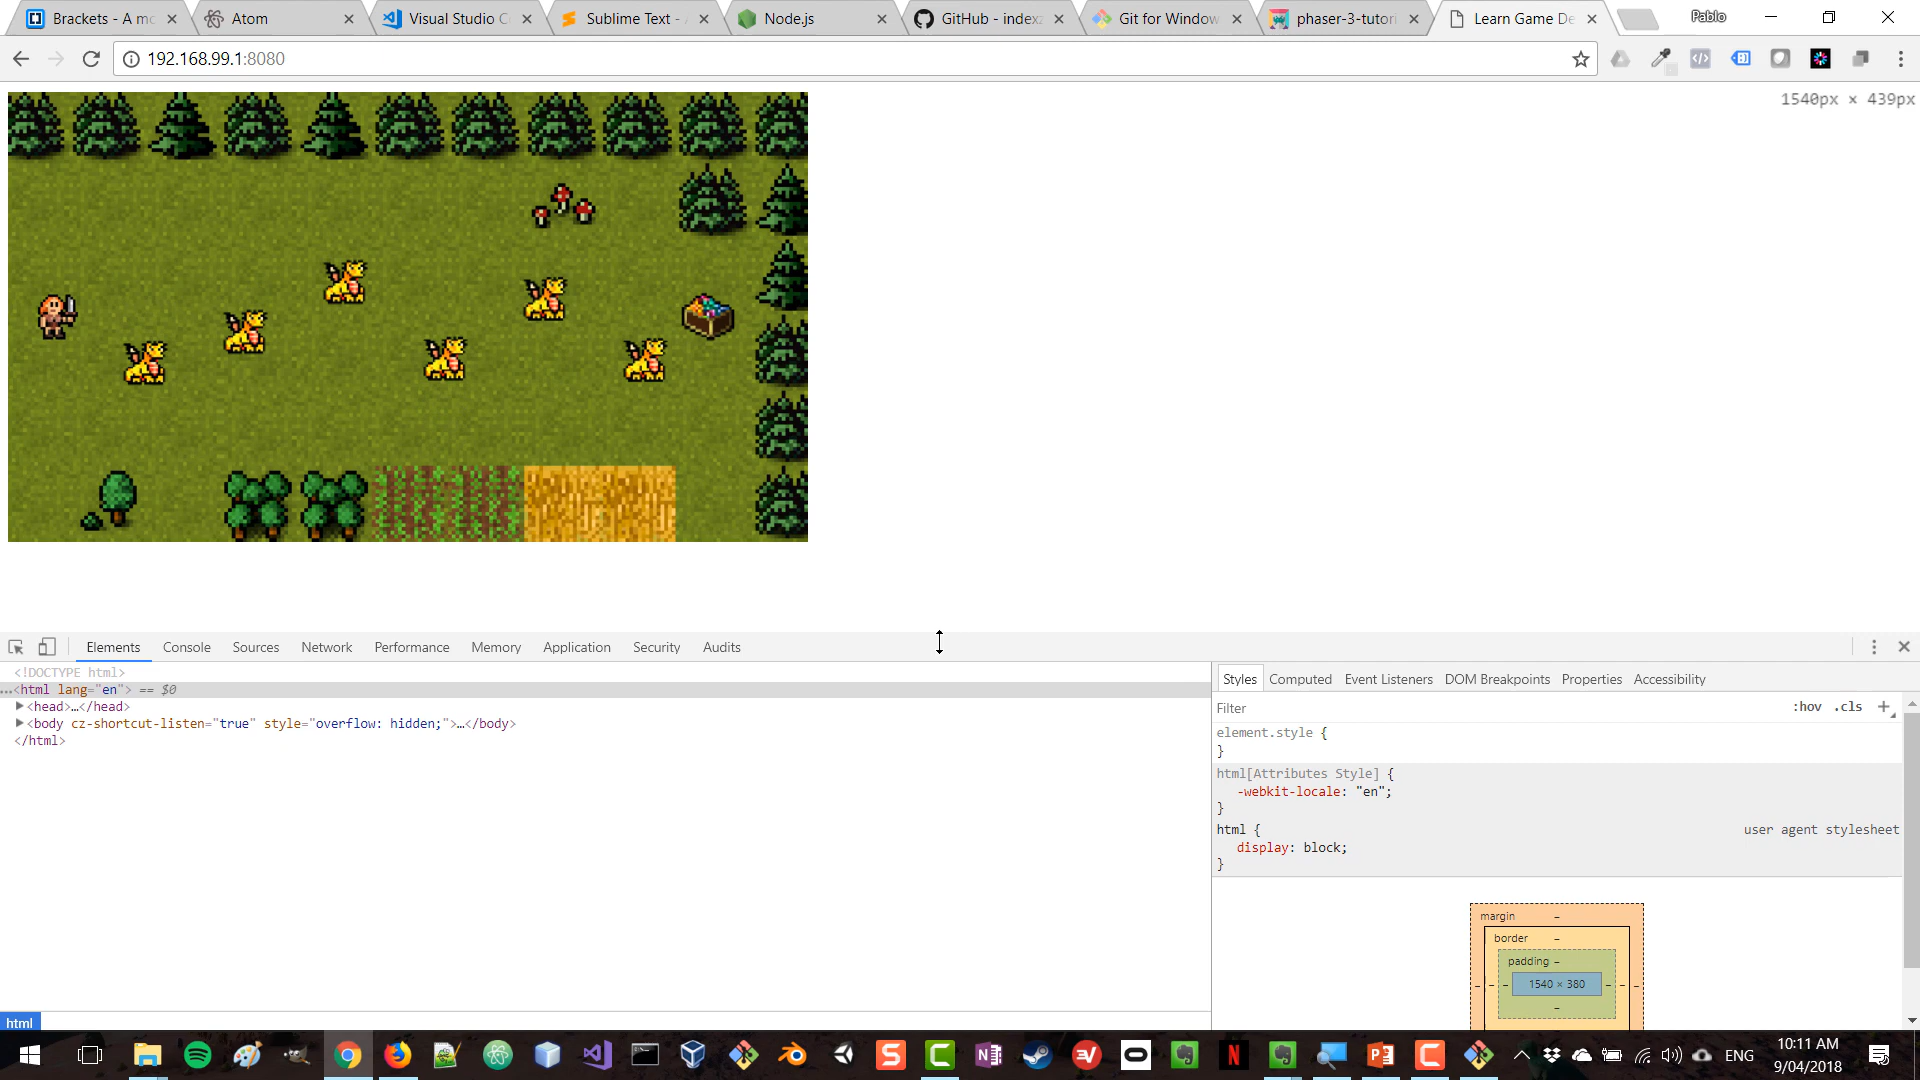 Brackets - A mo
Atom
Visual Studio C
Sublime Text - A
Node.js
GitHub - indexz
Git for Window
phaser-3-tutori
Learn Game De
Pablo
192.168.99.1:8080
1540px × 439px
Elements
Console
Sources
Network
Performance
Memory
Application
Security
Audits
<!DOCTYPE html>
…<html lang="en"> == $0
<head>…</head>
<body cz-shortcut-listen="true" style="overflow: hidden;">…</body>
</html>
html
Styles
Computed
Event Listeners
DOM Breakpoints
Properties
Accessibility
Filter
:hov .cls +
element.style {
}
html[Attributes Style] {
-webkit-locale: "en";
}
html { user agent stylesheet
display: block;
}
margin –
border –
padding –
– – – 1540 × 380 – – –
–
ENG
10:11 AM
9/04/2018